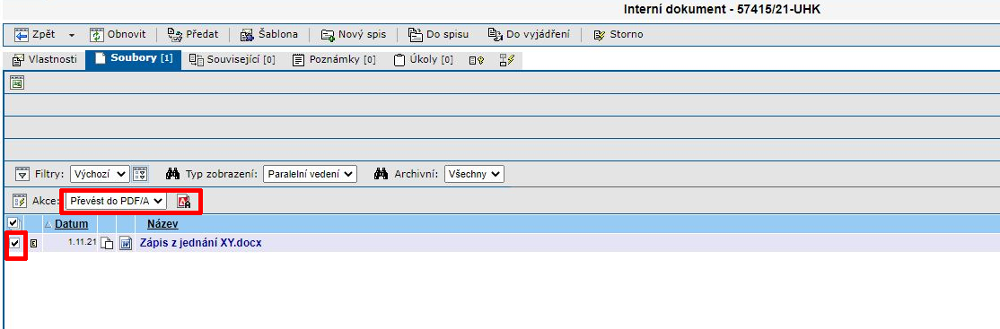 Interní dokument - 57415/21-UHK
Zpět Obnovit Předat Šablona Nový spis Do spisu Do vyjádření Storno
Vlastnosti Soubory [1] Související [0] Poznámky [0] Úkoly [0]
Filtry: Výchozí Typ zobrazení: Paralelní vedení Archivní: Všechny
Akce: Převést do PDF/A
Datum Název
E 1.11.21 Zápis z jednání XY.docx